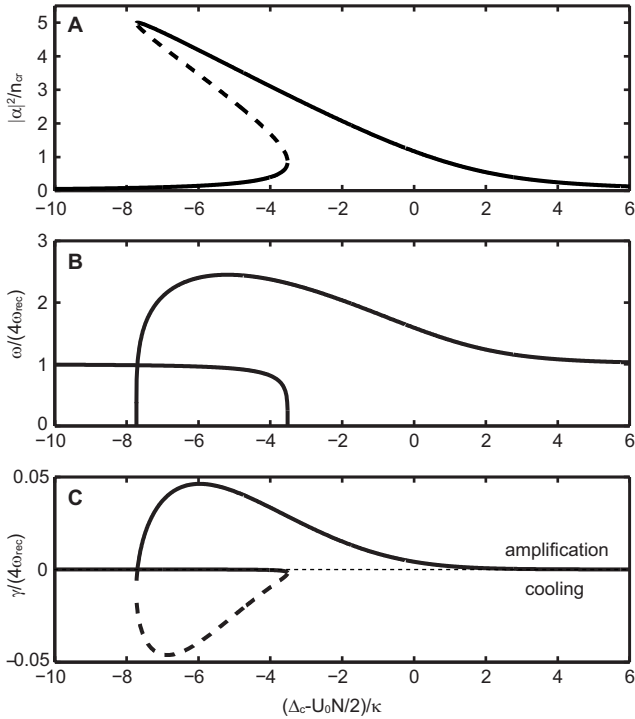 A
|α|²/n_cr
5
4
3
2
1
0
−10 −8 −6 −4 −2 0 2 4 6
B
ω/(4ω_rec)
3
2
1
0
−10 −8 −6 −4 −2 0 2 4 6
C
γ/(4ω_rec)
0.05
0
−0.05
amplification
cooling
−10 −8 −6 −4 −2 0 2 4 6
(Δ_c-U_0N/2)/κ